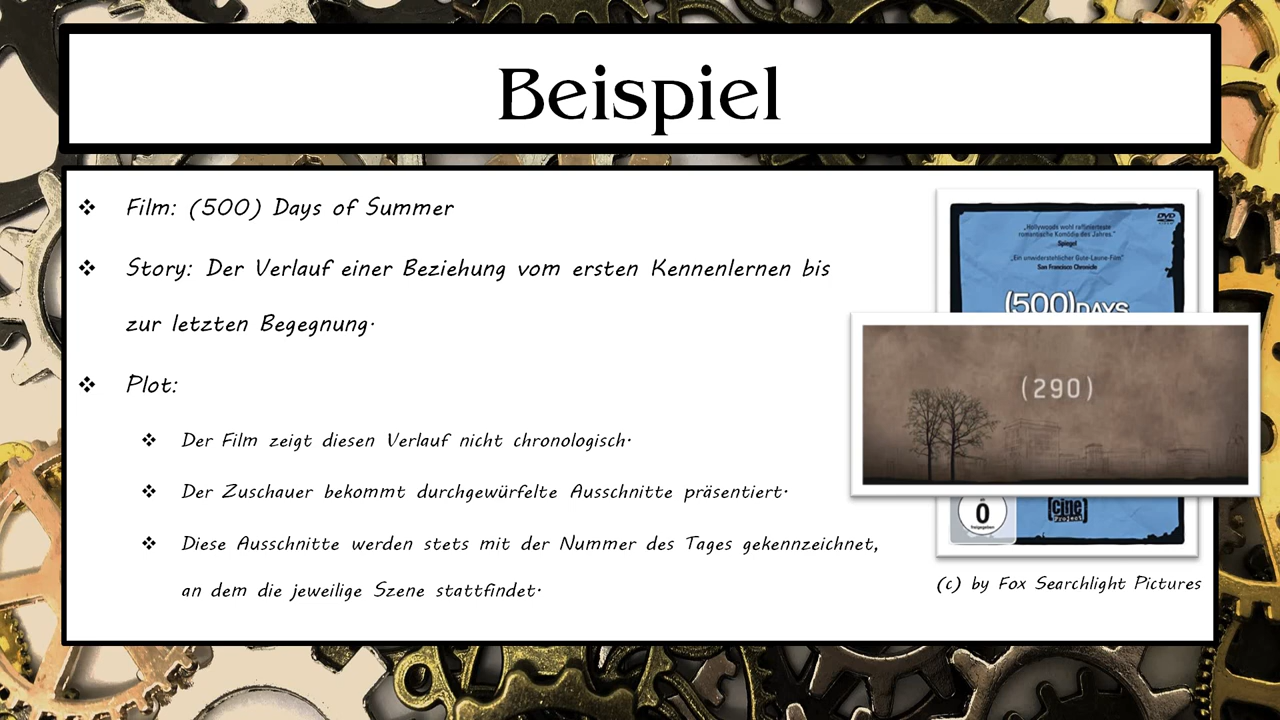 Beispiel
❖ Film: (500) Days of Summer
❖ Story: Der Verlauf einer Beziehung vom ersten Kennenlernen bis
zur letzten Begegnung.
❖ Plot:
❖ Der Film zeigt diesen Verlauf nicht chronologisch.
❖ Der Zuschauer bekommt durchgewürfelte Ausschnitte präsentiert.
❖ Diese Ausschnitte werden stets mit der Nummer des Tages gekennzeichnet,
an dem die jeweilige Szene stattfindet.
DVD
„Hollywoods wohl raffinierteste
romantische Komödie des Jahres."
Spiegel
„Ein unwiderstehlicher Gute-Laune-Film"
San Francisco Chronicle
(500) DAYS
(290)
ab
0
freigegeben
[cine
Project]
(c) by Fox Searchlight Pictures